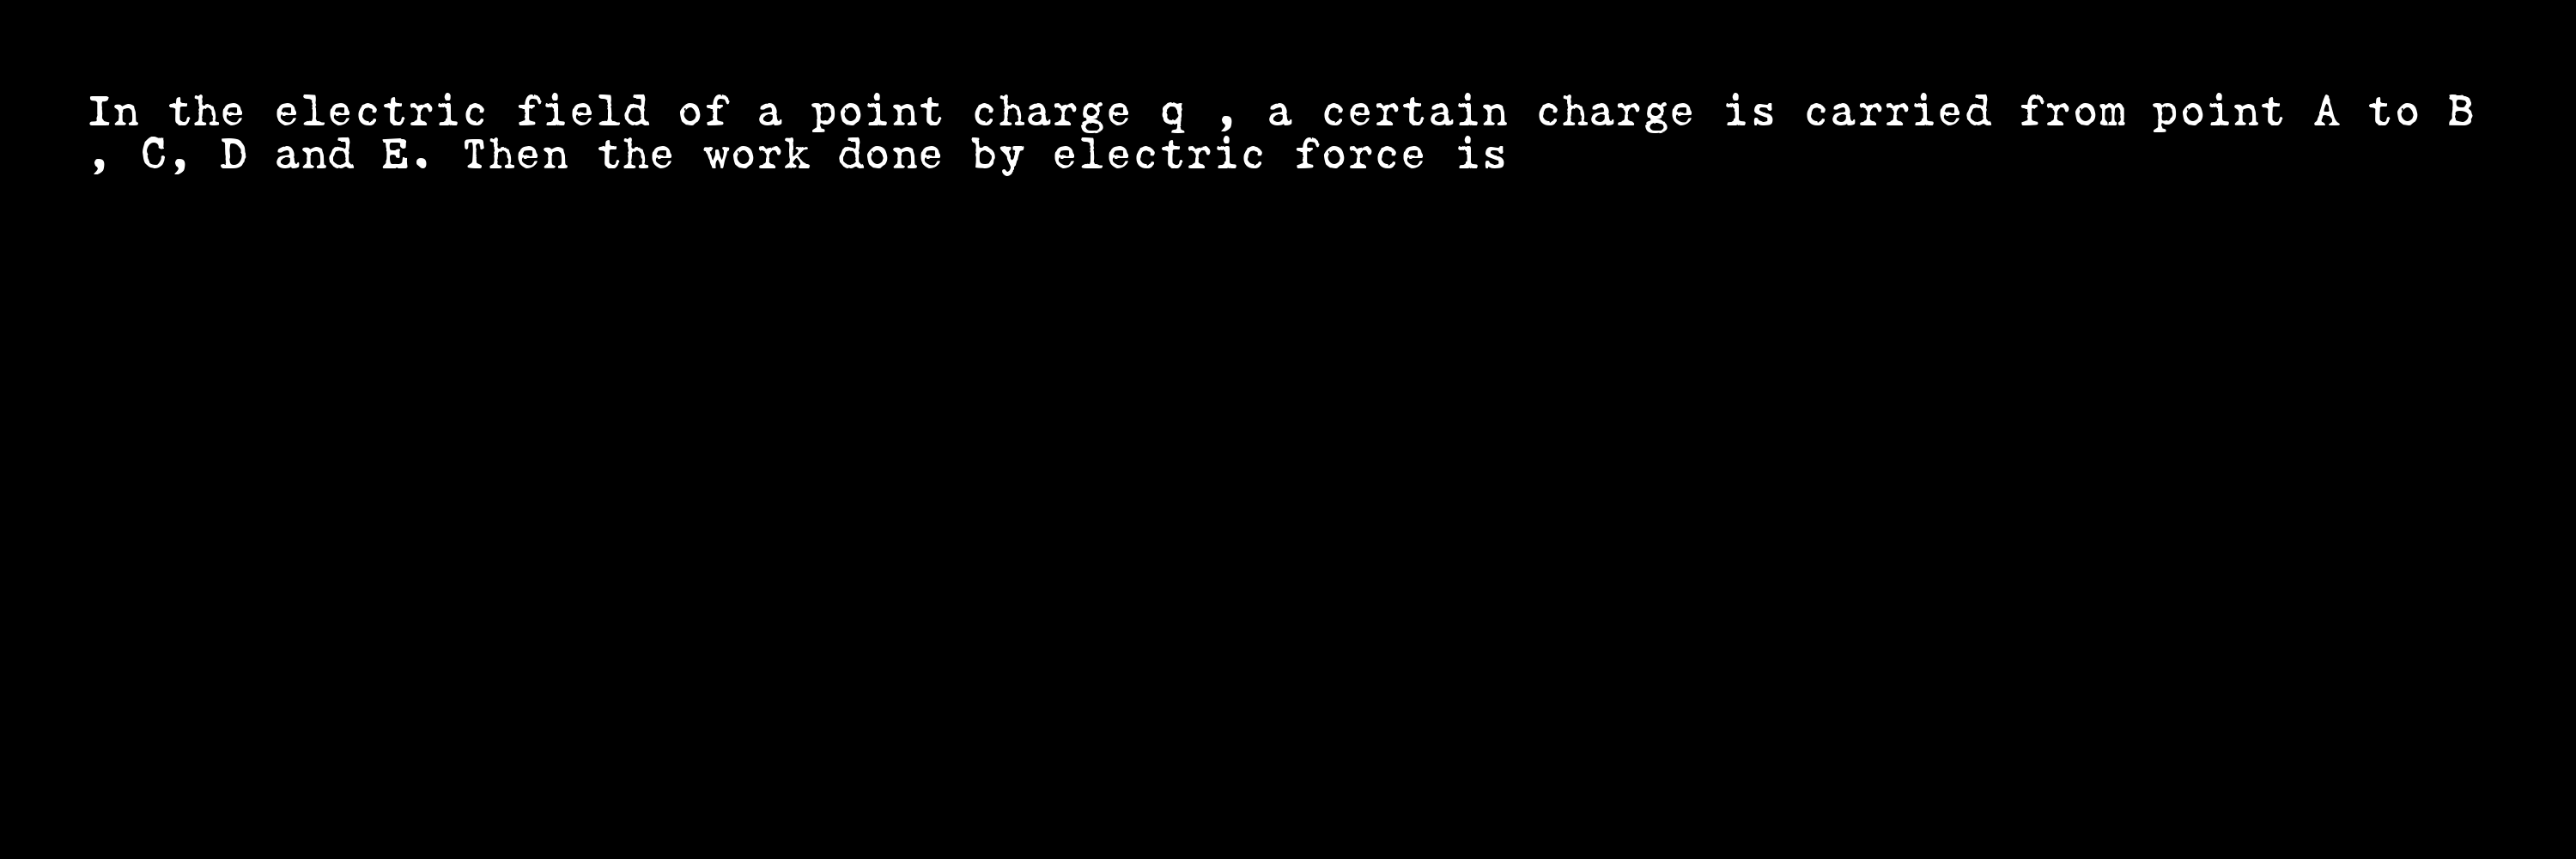 In the electric field of a point charge q , a certain charge is carried from point A to B
, C, D and E. Then the work done by electric force is